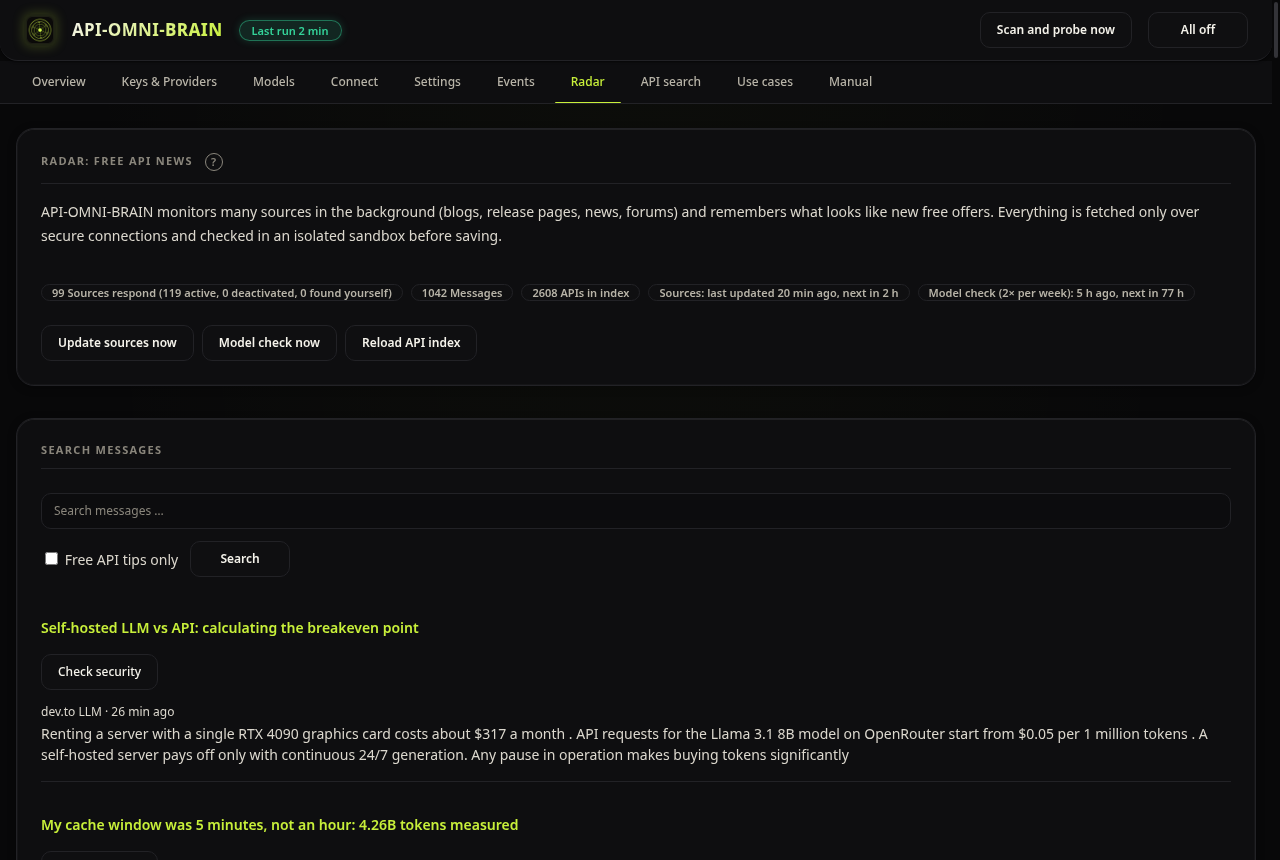 API-OMNI-BRAIN
Last run 2 min
Scan and probe now
All off
Overview
Keys & Providers
Models
Connect
Settings
Events
Radar
API search
Use cases
Manual
RADAR: FREE API NEWS ?
API-OMNI-BRAIN monitors many sources in the background (blogs, release pages, news, forums) and remembers what looks like new free offers. Everything is fetched only over
secure connections and checked in an isolated sandbox before saving.
99 Sources respond (119 active, 0 deactivated, 0 found yourself)
1042 Messages
2608 APIs in index
Sources: last updated 20 min ago, next in 2 h
Model check (2× per week): 5 h ago, next in 77 h
Update sources now
Model check now
Reload API index
SEARCH MESSAGES
Search messages ...
Free API tips only
Search
Self-hosted LLM vs API: calculating the breakeven point
Check security
dev.to LLM · 26 min ago
Renting a server with a single RTX 4090 graphics card costs about $317 a month . API requests for the Llama 3.1 8B model on OpenRouter start from $0.05 per 1 million tokens . A
self-hosted server pays off only with continuous 24/7 generation. Any pause in operation makes buying tokens significantly
My cache window was 5 minutes, not an hour: 4.26B tokens measured